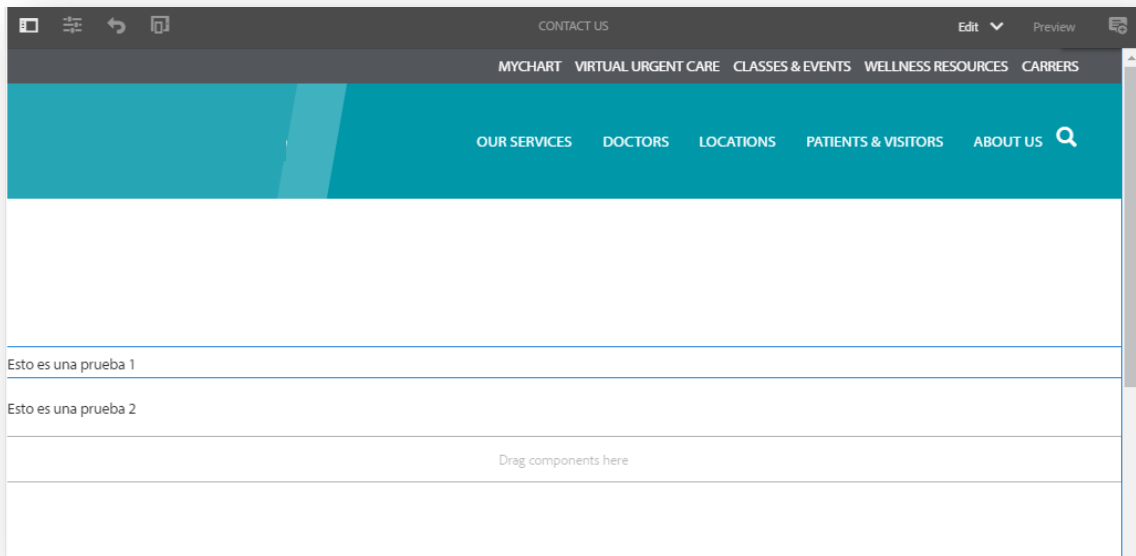 CONTACT US Edit Preview
MYCHART VIRTUAL URGENT CARE CLASSES & EVENTS WELLNESS RESOURCES CARRERS
OUR SERVICES DOCTORS LOCATIONS PATIENTS & VISITORS ABOUT US
Esto es una prueba 1
Esto es una prueba 2
Drag components here